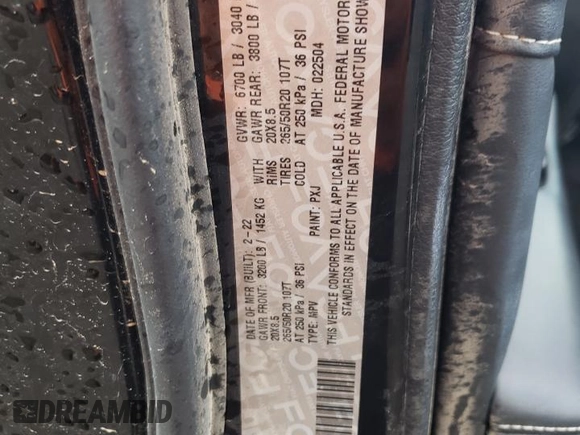 DATE OF MFR (BUILT): 2-22 GVWR: 6700 LB / 3040
GAWR FRONT: 3200 LB / 1452 KG WITH GAWR REAR: 3800 LB /
20X8.5 RIMS 20X8.5
265/50R20 107T TIRES 265/50R20 107T
AT 250 kPa / 36 PSI COLD AT 250 kPa / 36 PSI
TYPE: MPV PAINT: PXJ MDH: 022504
THIS VEHICLE CONFORMS TO ALL APPLICABLE U.S.A. FEDERAL MOTOR
STANDARDS IN EFFECT ON THE DATE OF MANUFACTURE SHOW
DREAMBID